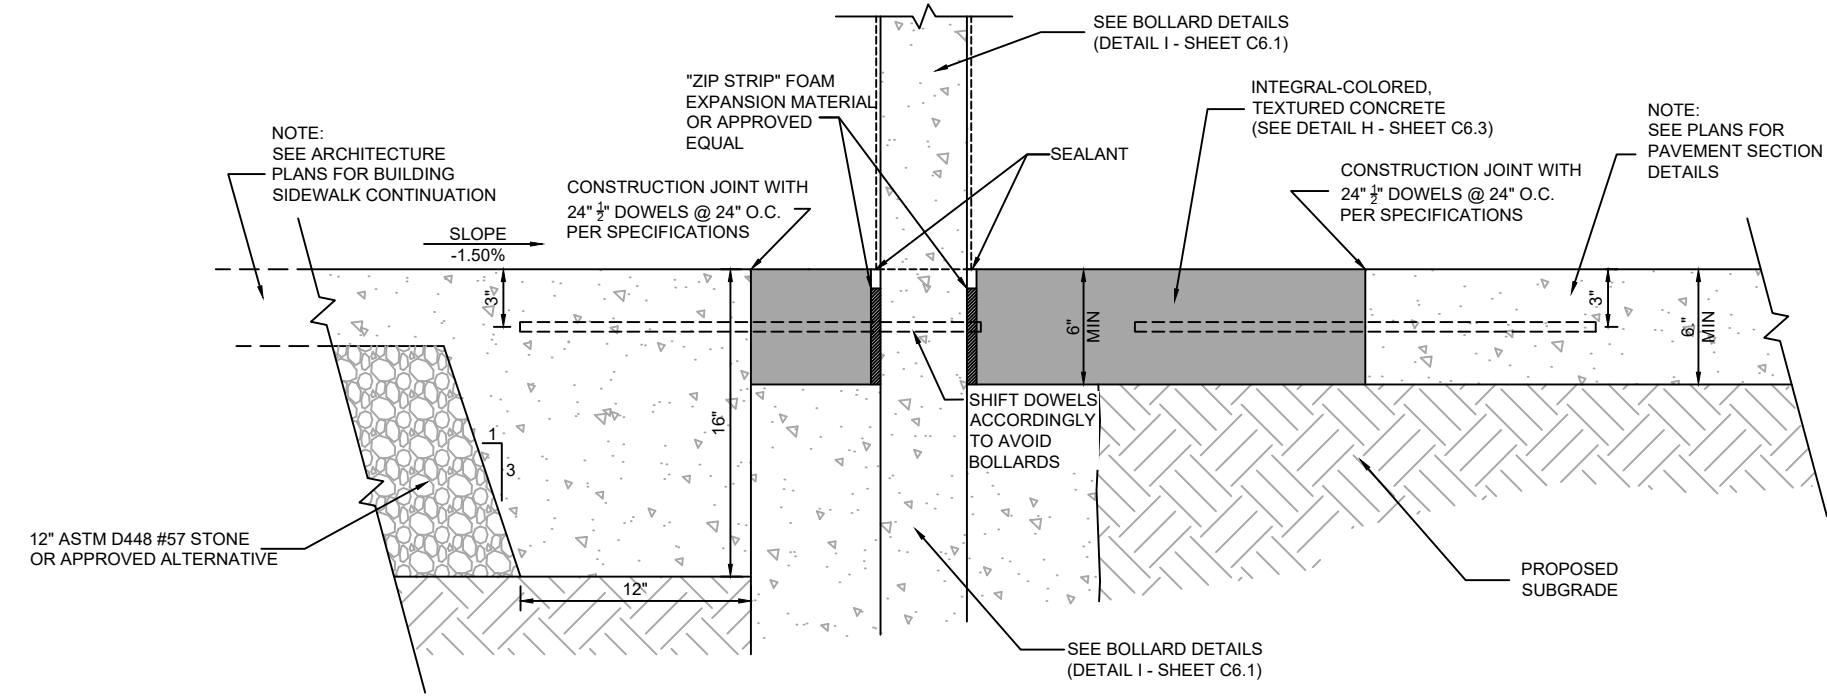 SEE BOLLARD DETAILS
(DETAIL I - SHEET C6.1)
"ZIP STRIP" FOAM
EXPANSION MATERIAL
OR APPROVED
EQUAL
INTEGRAL-COLORED,
TEXTURED CONCRETE
(SEE DETAIL H - SHEET C6.3)
NOTE:
SEE PLANS FOR
PAVEMENT SECTION
DETAILS
NOTE:
SEE ARCHITECTURE
PLANS FOR BUILDING
SIDEWALK CONTINUATION
SEALANT
CONSTRUCTION JOINT WITH
24" 1/2" DOWELS @ 24" O.C.
PER SPECIFICATIONS
CONSTRUCTION JOINT WITH
24" 1/2" DOWELS @ 24" O.C.
PER SPECIFICATIONS
SLOPE
-1.50%
3"
6"
MIN
3"
6"
MIN
16"
SHIFT DOWELS
ACCORDINGLY
TO AVOID
BOLLARDS
1
3
12" ASTM D448 #57 STONE
OR APPROVED ALTERNATIVE
12"
PROPOSED
SUBGRADE
SEE BOLLARD DETAILS
(DETAIL I - SHEET C6.1)